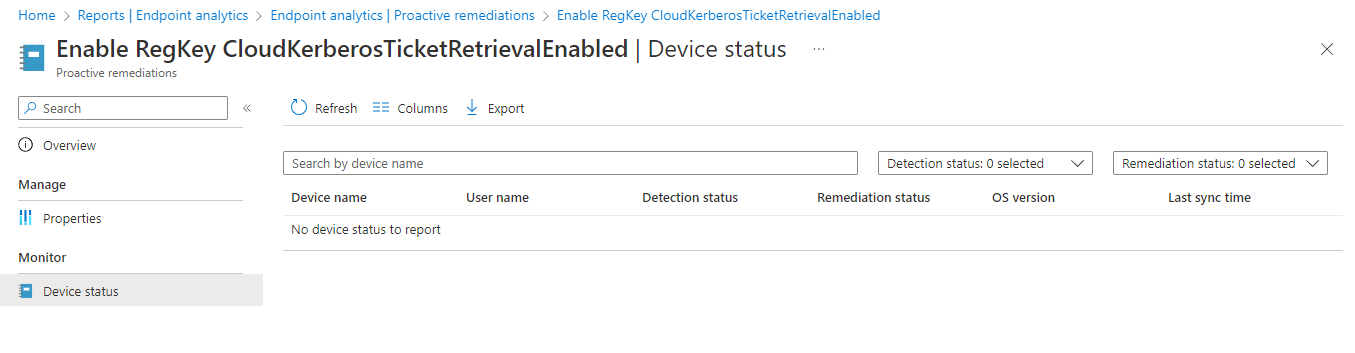 Home > Reports | Endpoint analytics > Endpoint analytics | Proactive remediations > Enable RegKey CloudKerberosTicketRetrievalEnabled
Enable RegKey CloudKerberosTicketRetrievalEnabled | Device status ...
Proactive remediations
Search «
Refresh Columns Export
Overview
Search by device name Detection status: 0 selected Remediation status: 0 selected
Manage
Device name User name Detection status Remediation status OS version Last sync time
Properties
No device status to report
Monitor
Device status